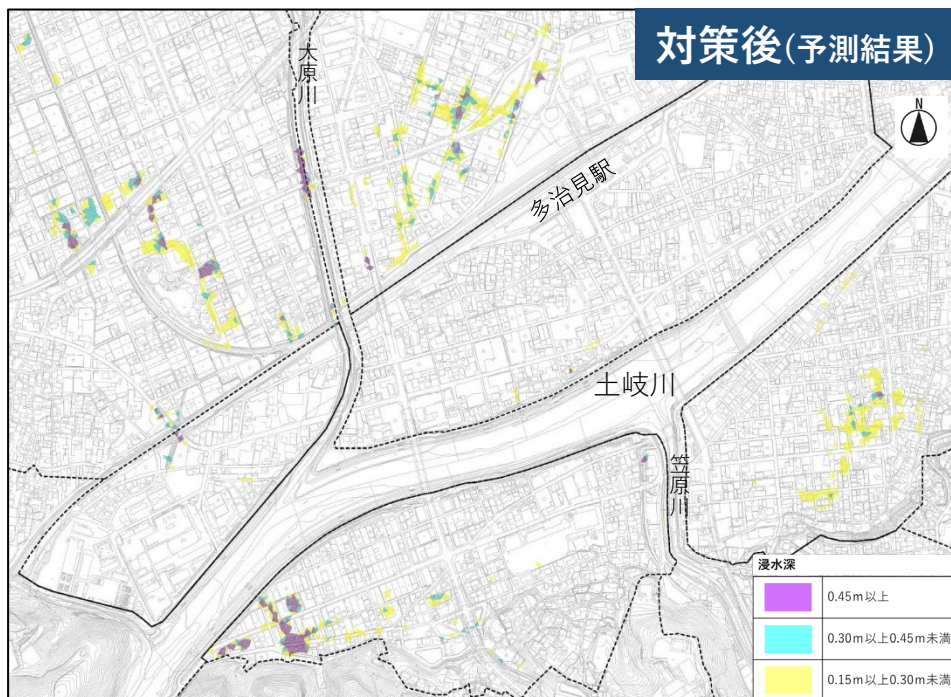 対策後(予測結果)
大原川
N
多治見駅
土岐川
笠原川
浸水深
0.45m以上
0.30m以上0.45m未満
0.15m以上0.30m未満